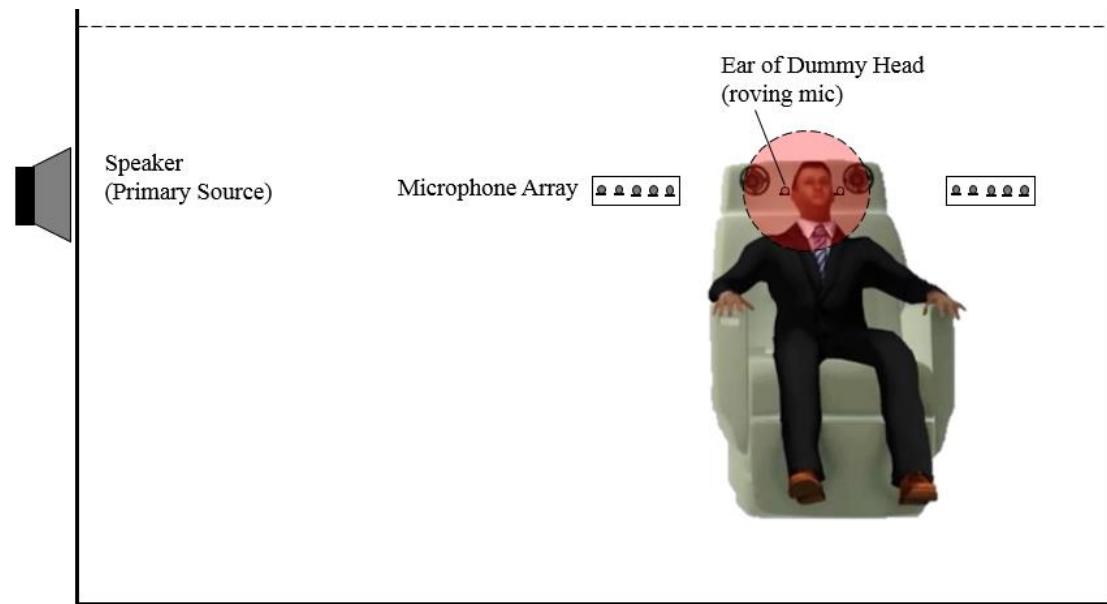 Ear of Dummy Head
(roving mic)
Speaker
(Primary Source)
Microphone Array